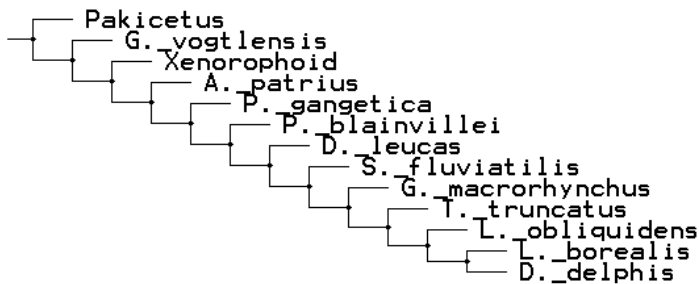 Pakicetus
G._vogtlensis
Xenorophoid
A._patrius
P._gangetica
P._blainvillei
D._leucas
S._fluviatilis
G._macrorhynchus
T._truncatus
L._obliquidens
L._borealis
D._delphis